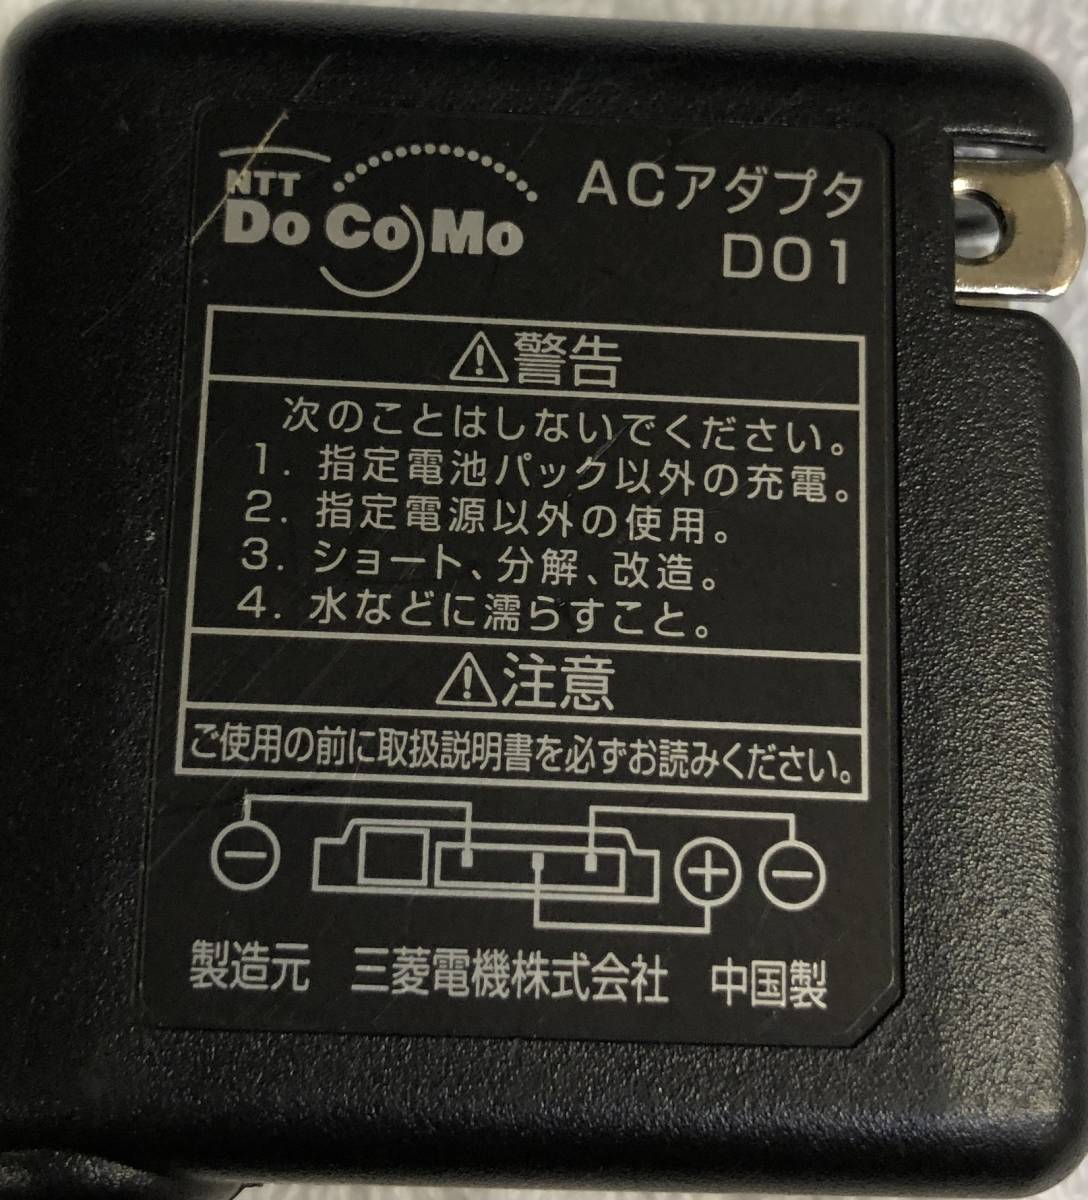 NTT
DoCoMo
ACアダプタ
D01
⚠警告
次のことはしないでください。
1. 指定電池パック以外の充電。
2. 指定電源以外の使用。
3. ショート、分解、改造。
4. 水などに濡らすこと。
⚠注意
ご使用の前に取扱説明書を必ずお読みください。
製造元 三菱電機株式会社 中国製